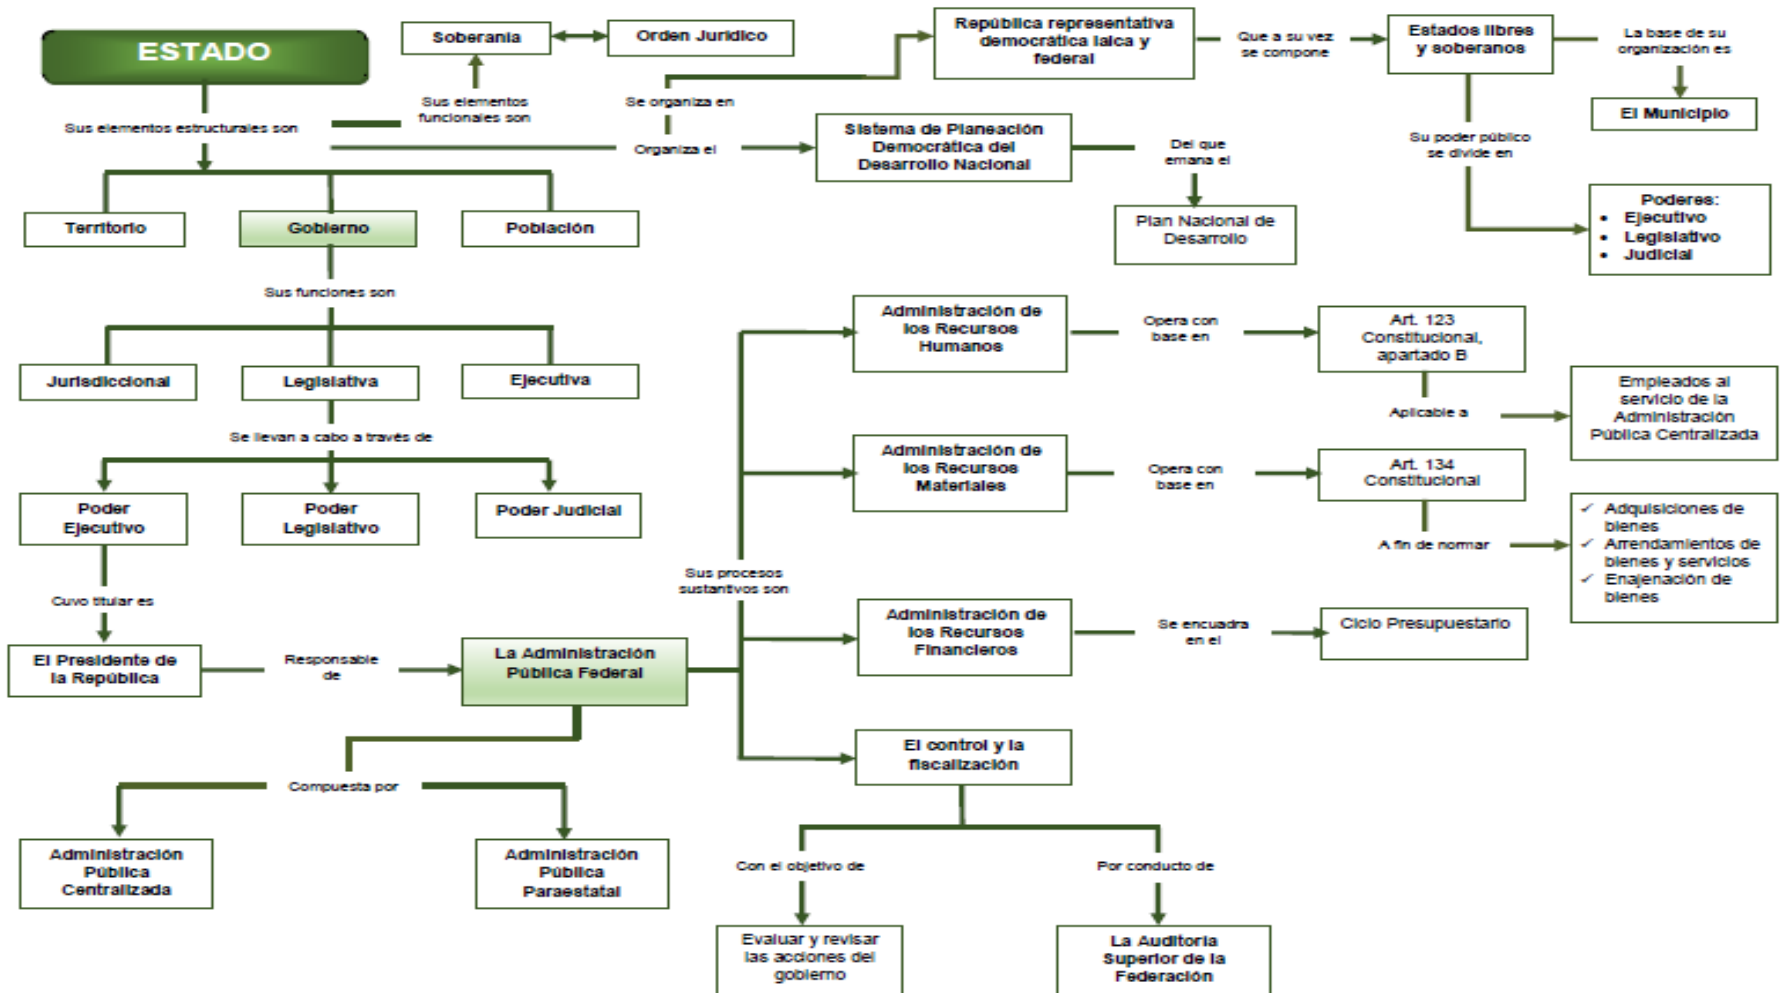 ESTADO
Soberanía
Orden Jurídico
República representativa
democrática laica y
federal
Que a su vez
se compone
Estados libres
y soberanos
La base de su
organización es
El Municipio
Sus elementos
funcionales son
Se organiza en
Sus elementos estructurales son
Organiza el
Sistema de Planeación
Democrática del
Desarrollo Nacional
Del que
emana el
Plan Nacional de
Desarrollo
Su poder público
se divide en
Poderes:
• Ejecutivo
• Legislativo
• Judicial
Territorio
Gobierno
Población
Sus funciones son
Jurisdiccional
Legislativa
Ejecutiva
Se llevan a cabo a través de
Poder
Ejecutivo
Poder
Legislativo
Poder Judicial
Cuvo titular es
El Presidente de
la República
Responsable
de
La Administración
Pública Federal
Compuesta por
Administración
Pública
Centralizada
Administración
Pública
Paraestatal
Sus procesos
sustantivos son
Administración de
los Recursos
Humanos
Opera con
base en
Art. 123
Constitucional,
apartado B
Aplicable a
Empleados al
servicio de la
Administración
Pública Centralizada
Administración de
los Recursos
Materiales
Opera con
base en
Art. 134
Constitucional
A fin de normar
✓ Adquisiciones de
bienes
✓ Arrendamientos de
bienes y servicios
✓ Enajenación de
bienes
Administración de
los Recursos
Financieros
Se encuadra
en el
Ciclo Presupuestario
El control y la
fiscalización
Con el objetivo de
Por conducto de
Evaluar y revisar
las acciones del
gobierno
La Auditoría
Superior de la
Federación